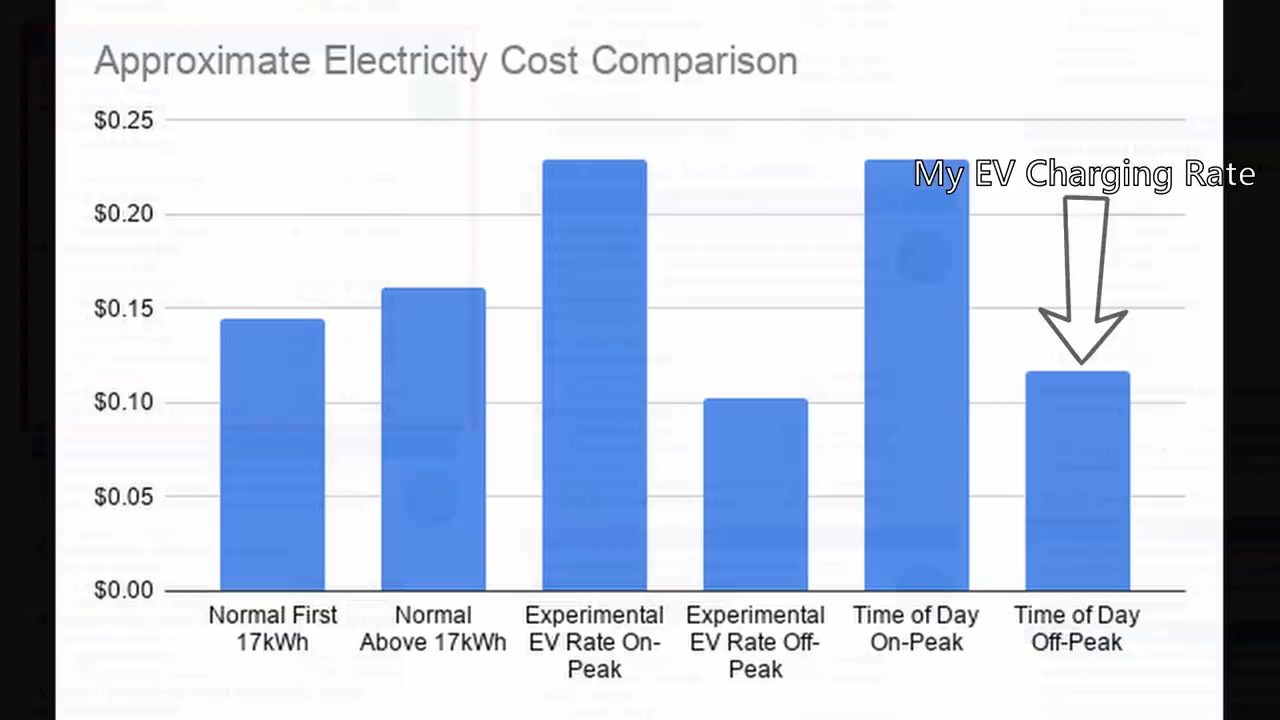 Approximate Electricity Cost Comparison
$0.25
My EV Charging Rate
$0.20
$0.15
$0.10
$0.05
$0.00
Normal First
17kWh
Normal
Above 17kWh
Experimental
EV Rate On-
Peak
Experimental
EV Rate Off-
Peak
Time of Day
On-Peak
Time of Day
Off-Peak